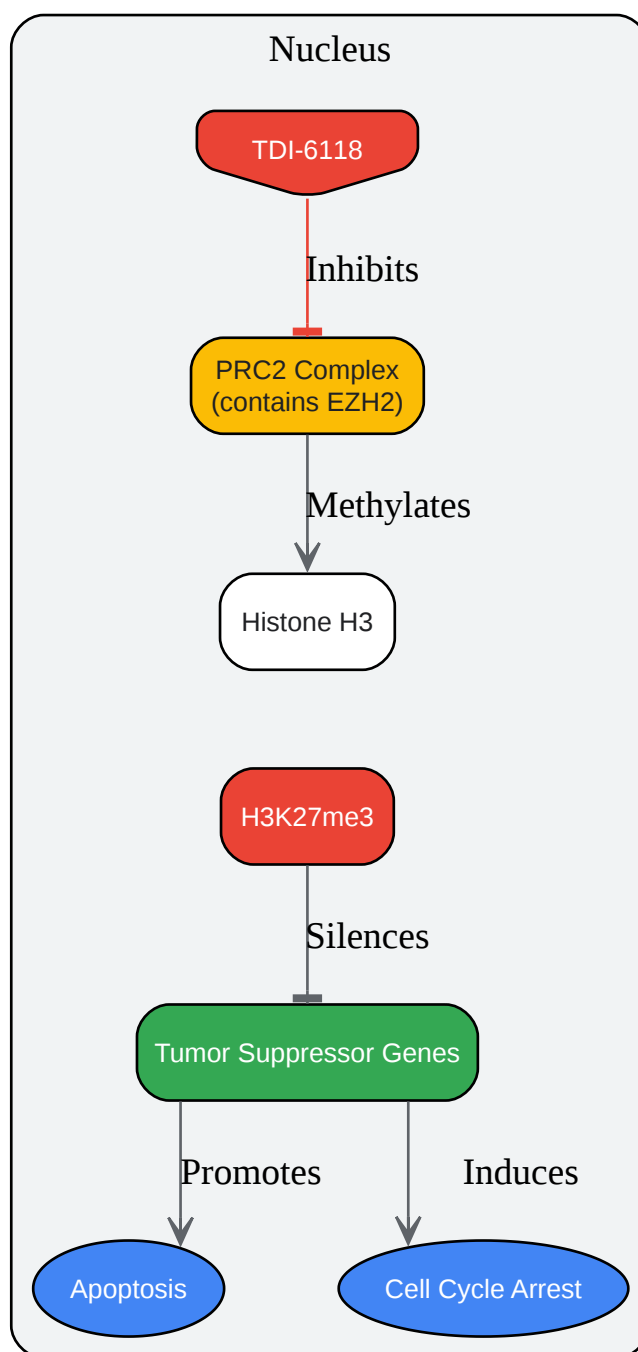 Nucleus
TDI-6118
Inhibits
PRC2 Complex
(contains EZH2)
Methylates
Histone H3
H3K27me3
Silences
Tumor Suppressor Genes
Promotes
Induces
Apoptosis
Cell Cycle Arrest